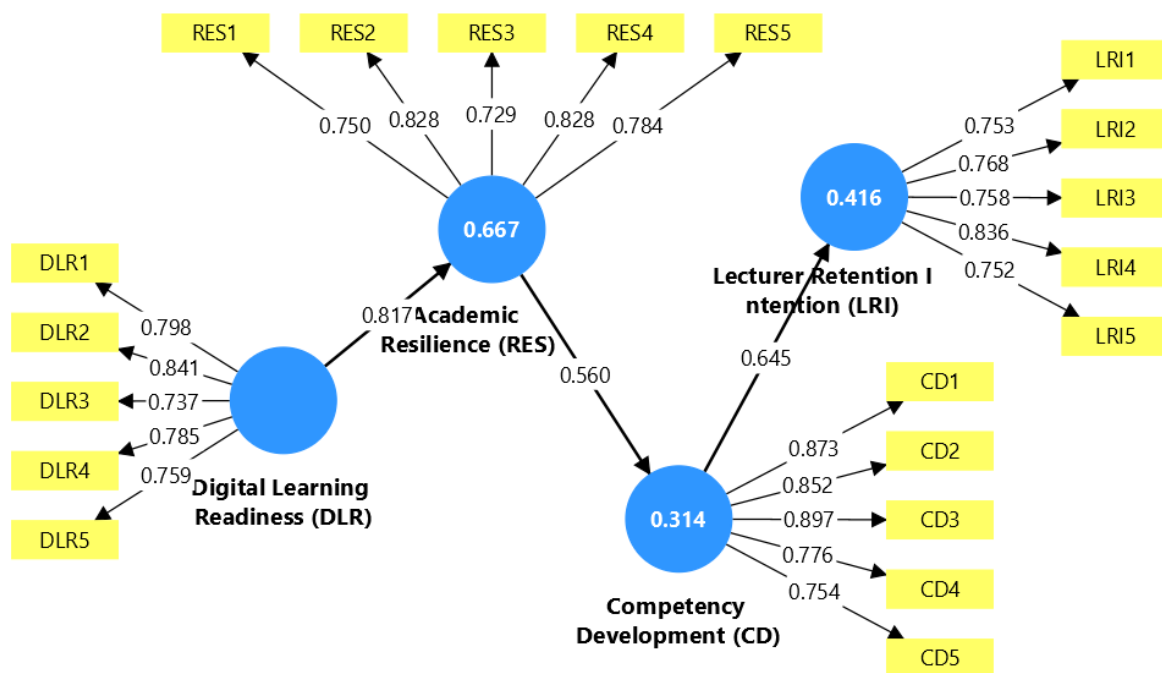 RES1
RES2
RES3
RES4
RES5
0.750
0.828
0.729
0.828
0.784
0.667
Academic
Resilience (RES)
LRI1
LRI2
LRI3
LRI4
LRI5
0.753
0.768
0.758
0.836
0.752
0.416
Lecturer Retention I
ntention (LRI)
DLR1
DLR2
DLR3
DLR4
DLR5
0.798
0.841
0.737
0.785
0.759
Digital Learning
Readiness (DLR)
0.817
0.560
0.645
0.314
Competency
Development (CD)
CD1
CD2
CD3
CD4
CD5
0.873
0.852
0.897
0.776
0.754